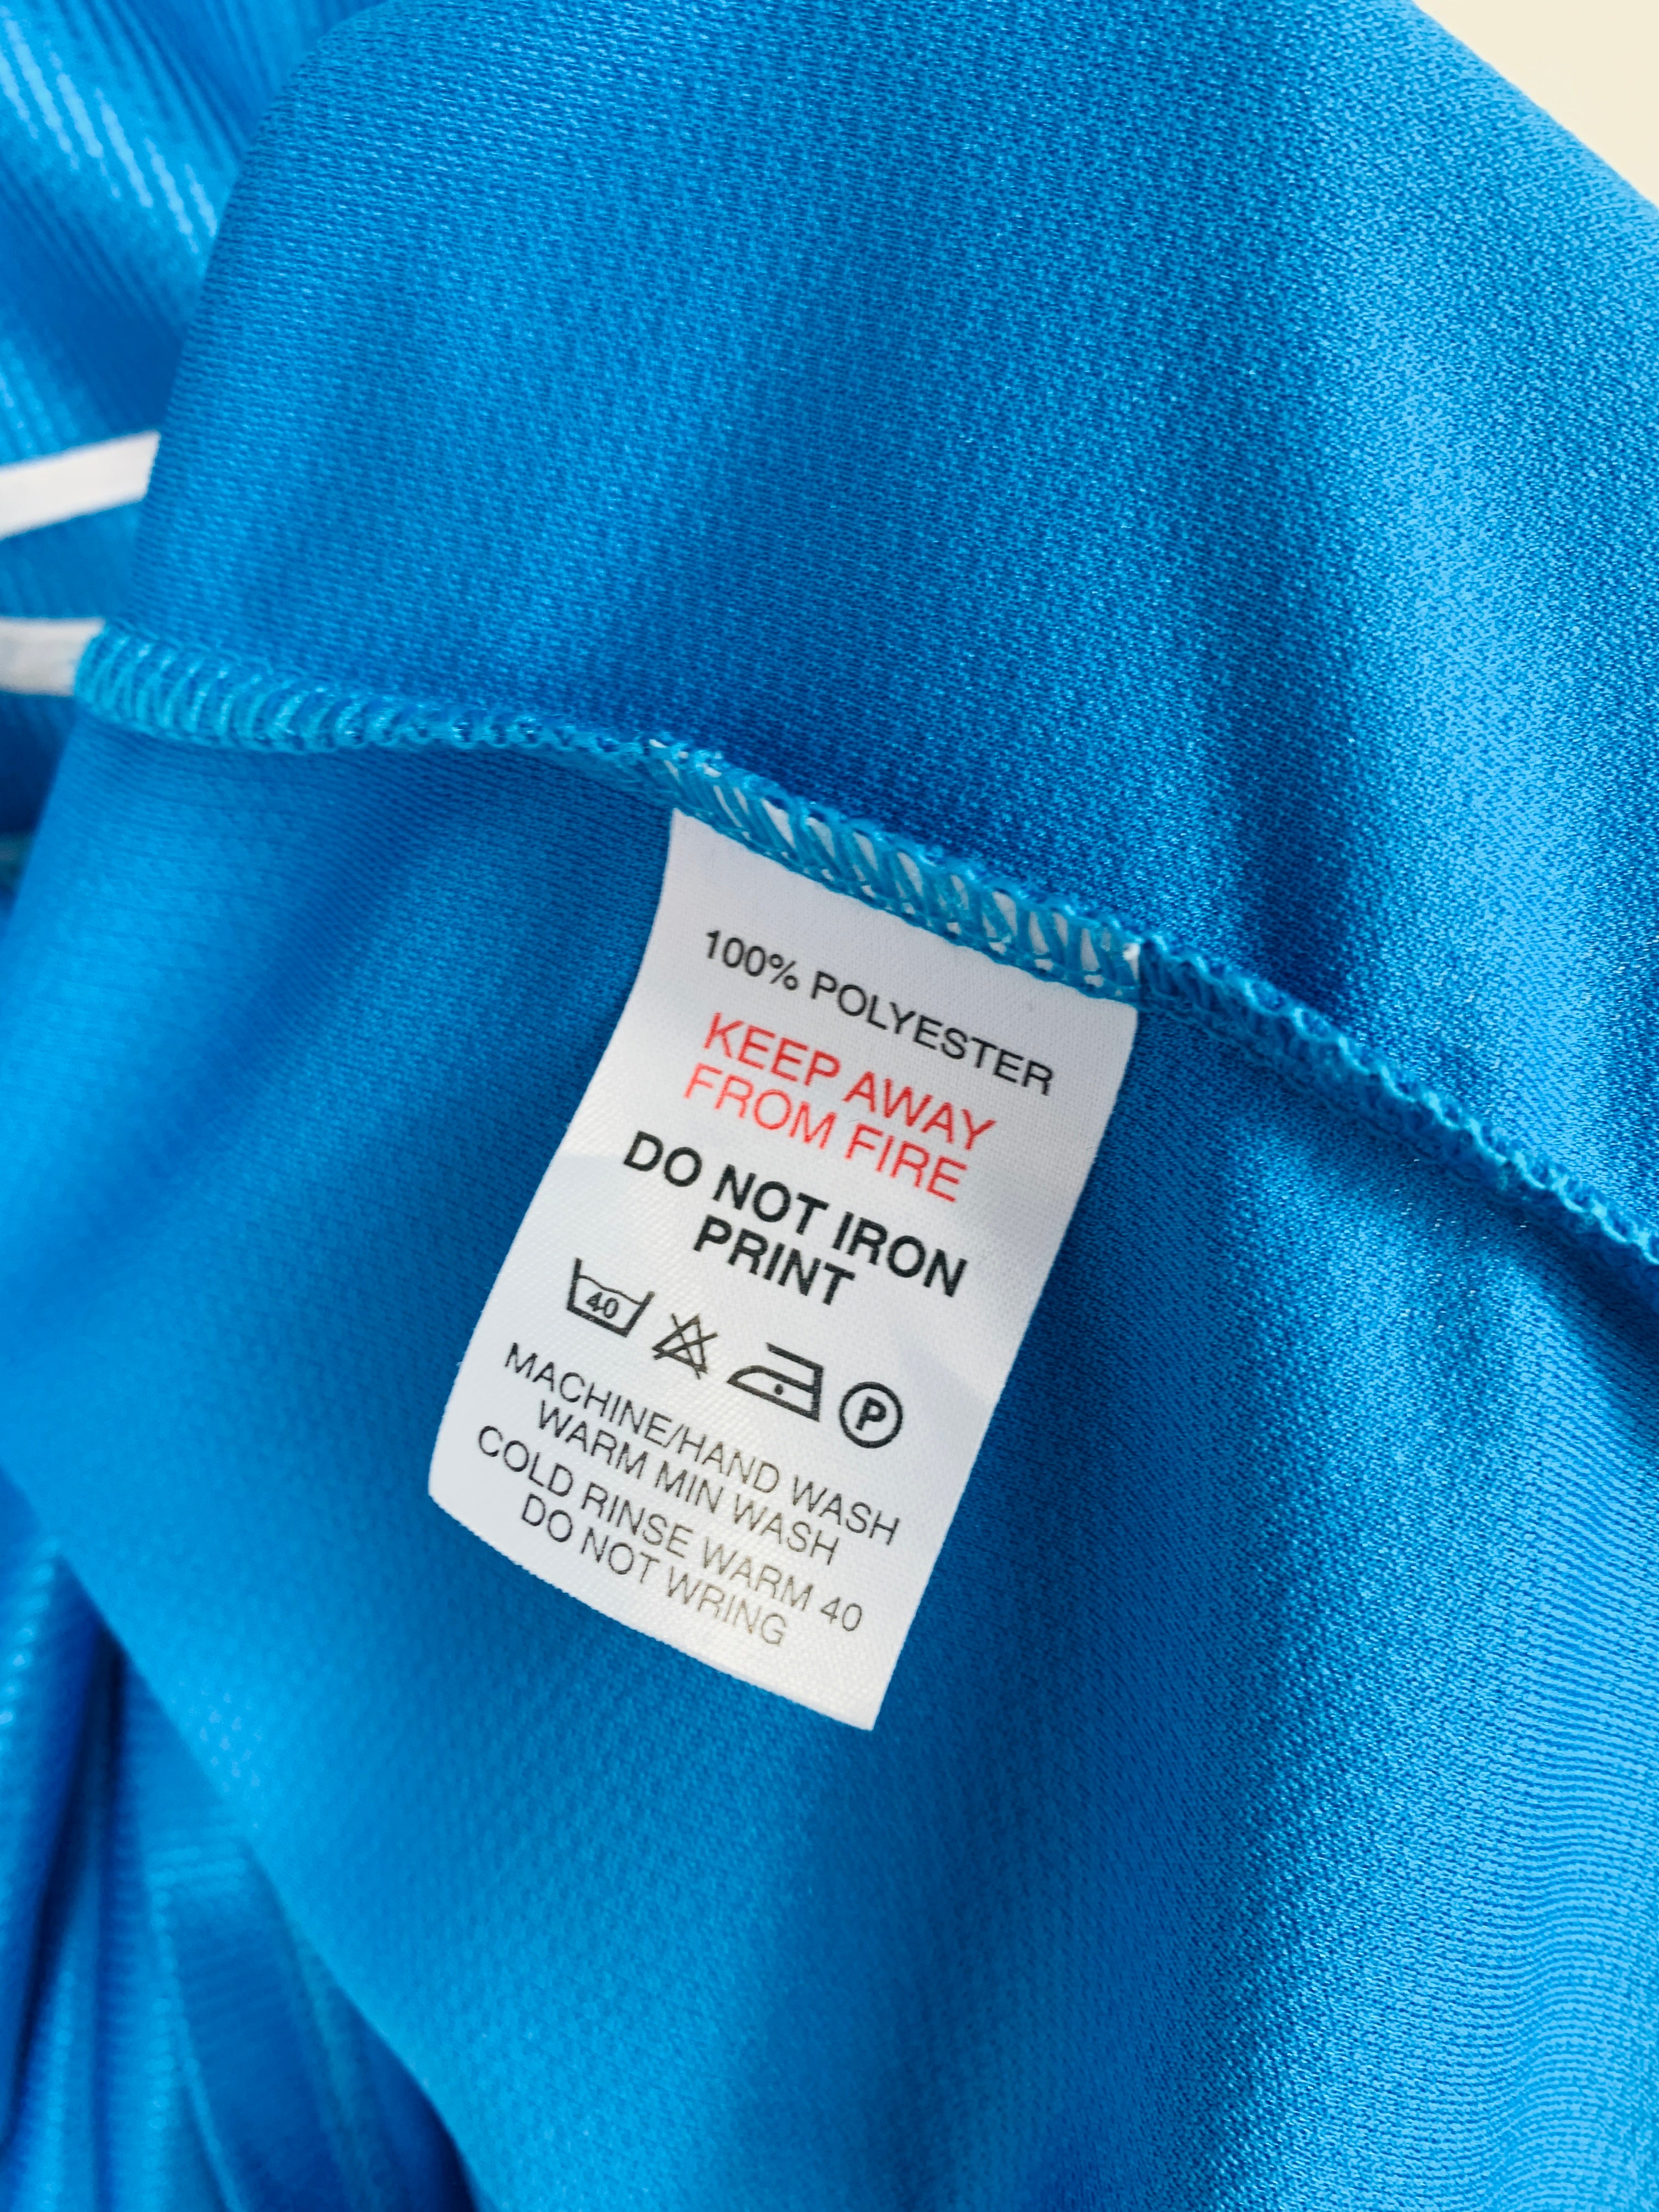 100% POLYESTER
KEEP AWAY
FROM FIRE
DO NOT IRON
PRINT
40 P
MACHINE/HAND WASH
WARM MIN WASH
COLD RINSE WARM 40
DO NOT WRING